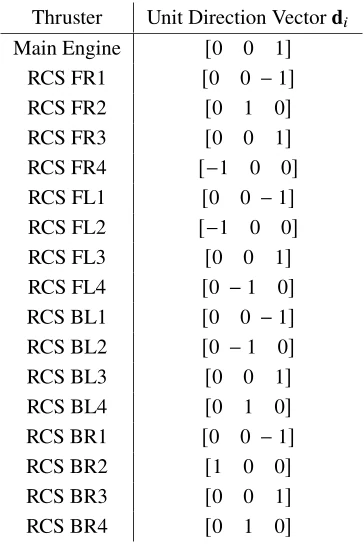 Thruster Unit Direction Vector dᵢ
Main Engine [0 0 1]
RCS FR1 [0 0 −1]
RCS FR2 [0 1 0]
RCS FR3 [0 0 1]
RCS FR4 [−1 0 0]
RCS FL1 [0 0 −1]
RCS FL2 [−1 0 0]
RCS FL3 [0 0 1]
RCS FL4 [0 −1 0]
RCS BL1 [0 0 −1]
RCS BL2 [0 −1 0]
RCS BL3 [0 0 1]
RCS BL4 [0 1 0]
RCS BR1 [0 0 −1]
RCS BR2 [1 0 0]
RCS BR3 [0 0 1]
RCS BR4 [0 1 0]